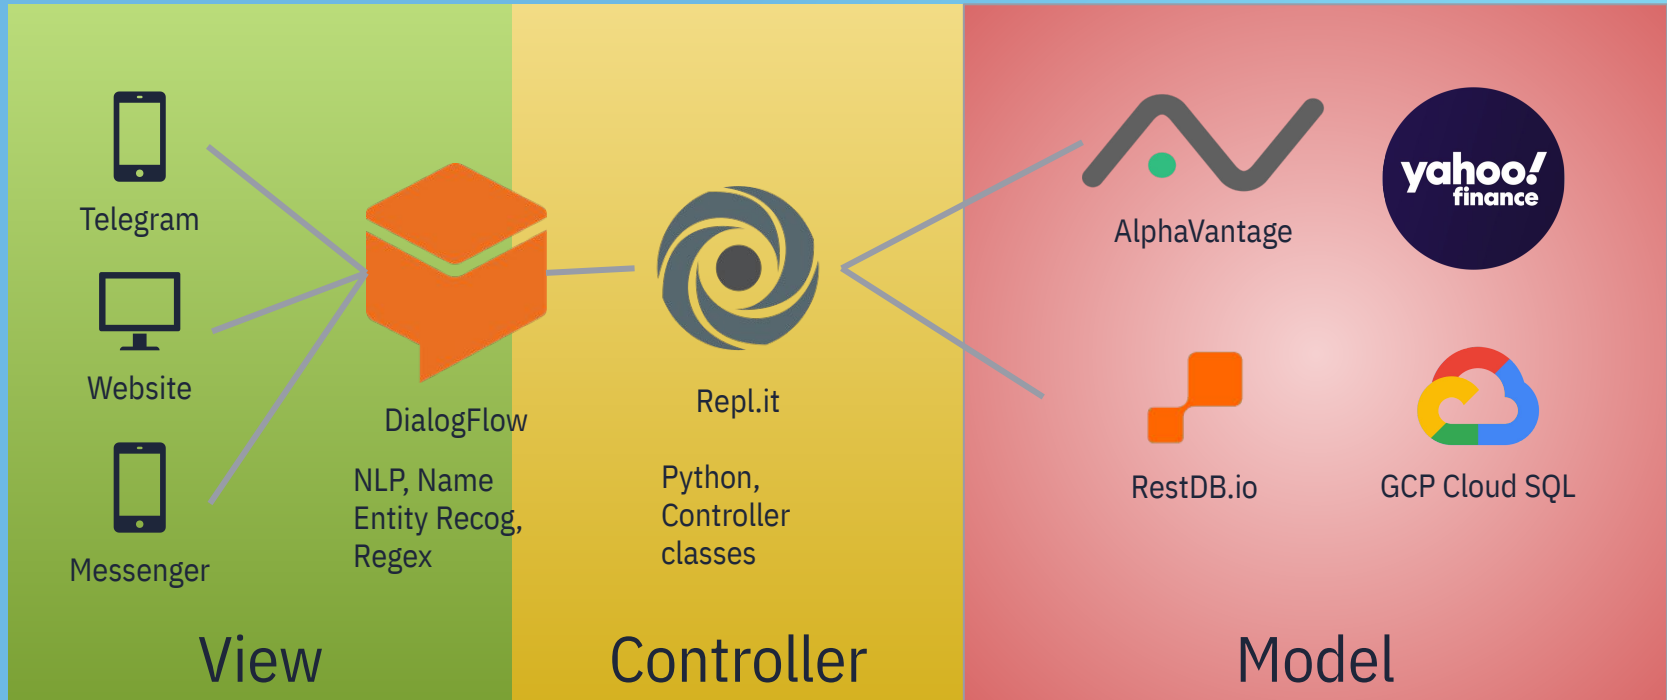 Telegram
Website
Messenger
DialogFlow
NLP, Name
Entity Recog,
Regex
View
Repl.it
Python,
Controller
classes
Controller
AlphaVantage
yahoo!
finance
RestDB.io
GCP Cloud SQL
Model